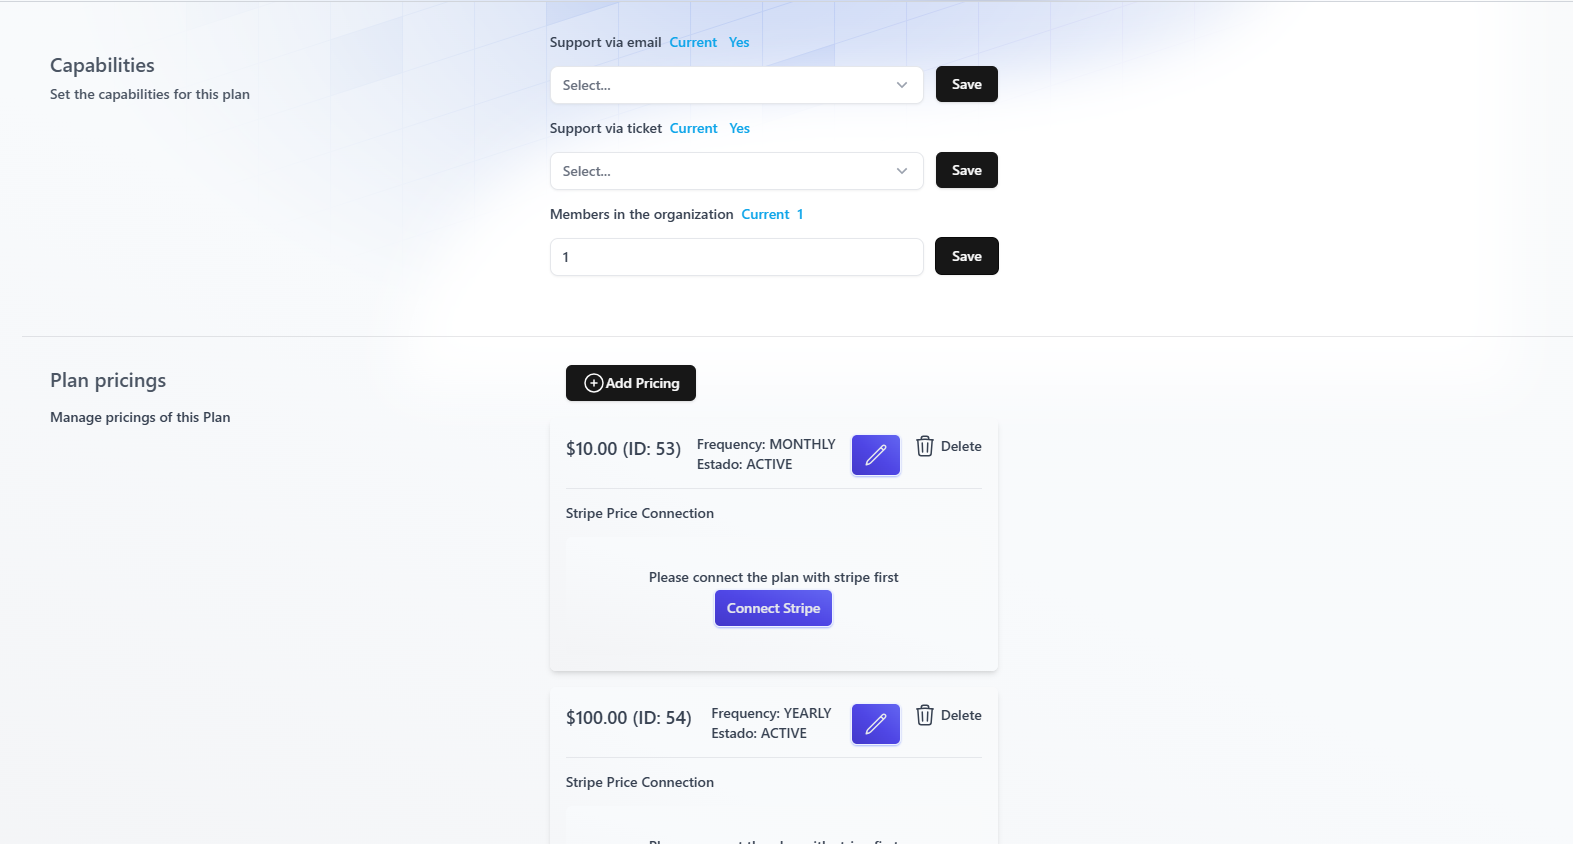 Capabilities
Set the capabilities for this plan
Support via email Current Yes
Select...
Save
Support via ticket Current Yes
Select...
Save
Members in the organization Current 1
1
Save
Plan pricings
Manage pricings of this Plan
Add Pricing
$10.00 (ID: 53)
Frequency: MONTHLY
Estado: ACTIVE
Delete
Stripe Price Connection
Please connect the plan with stripe first
Connect Stripe
$100.00 (ID: 54)
Frequency: YEARLY
Estado: ACTIVE
Delete
Stripe Price Connection